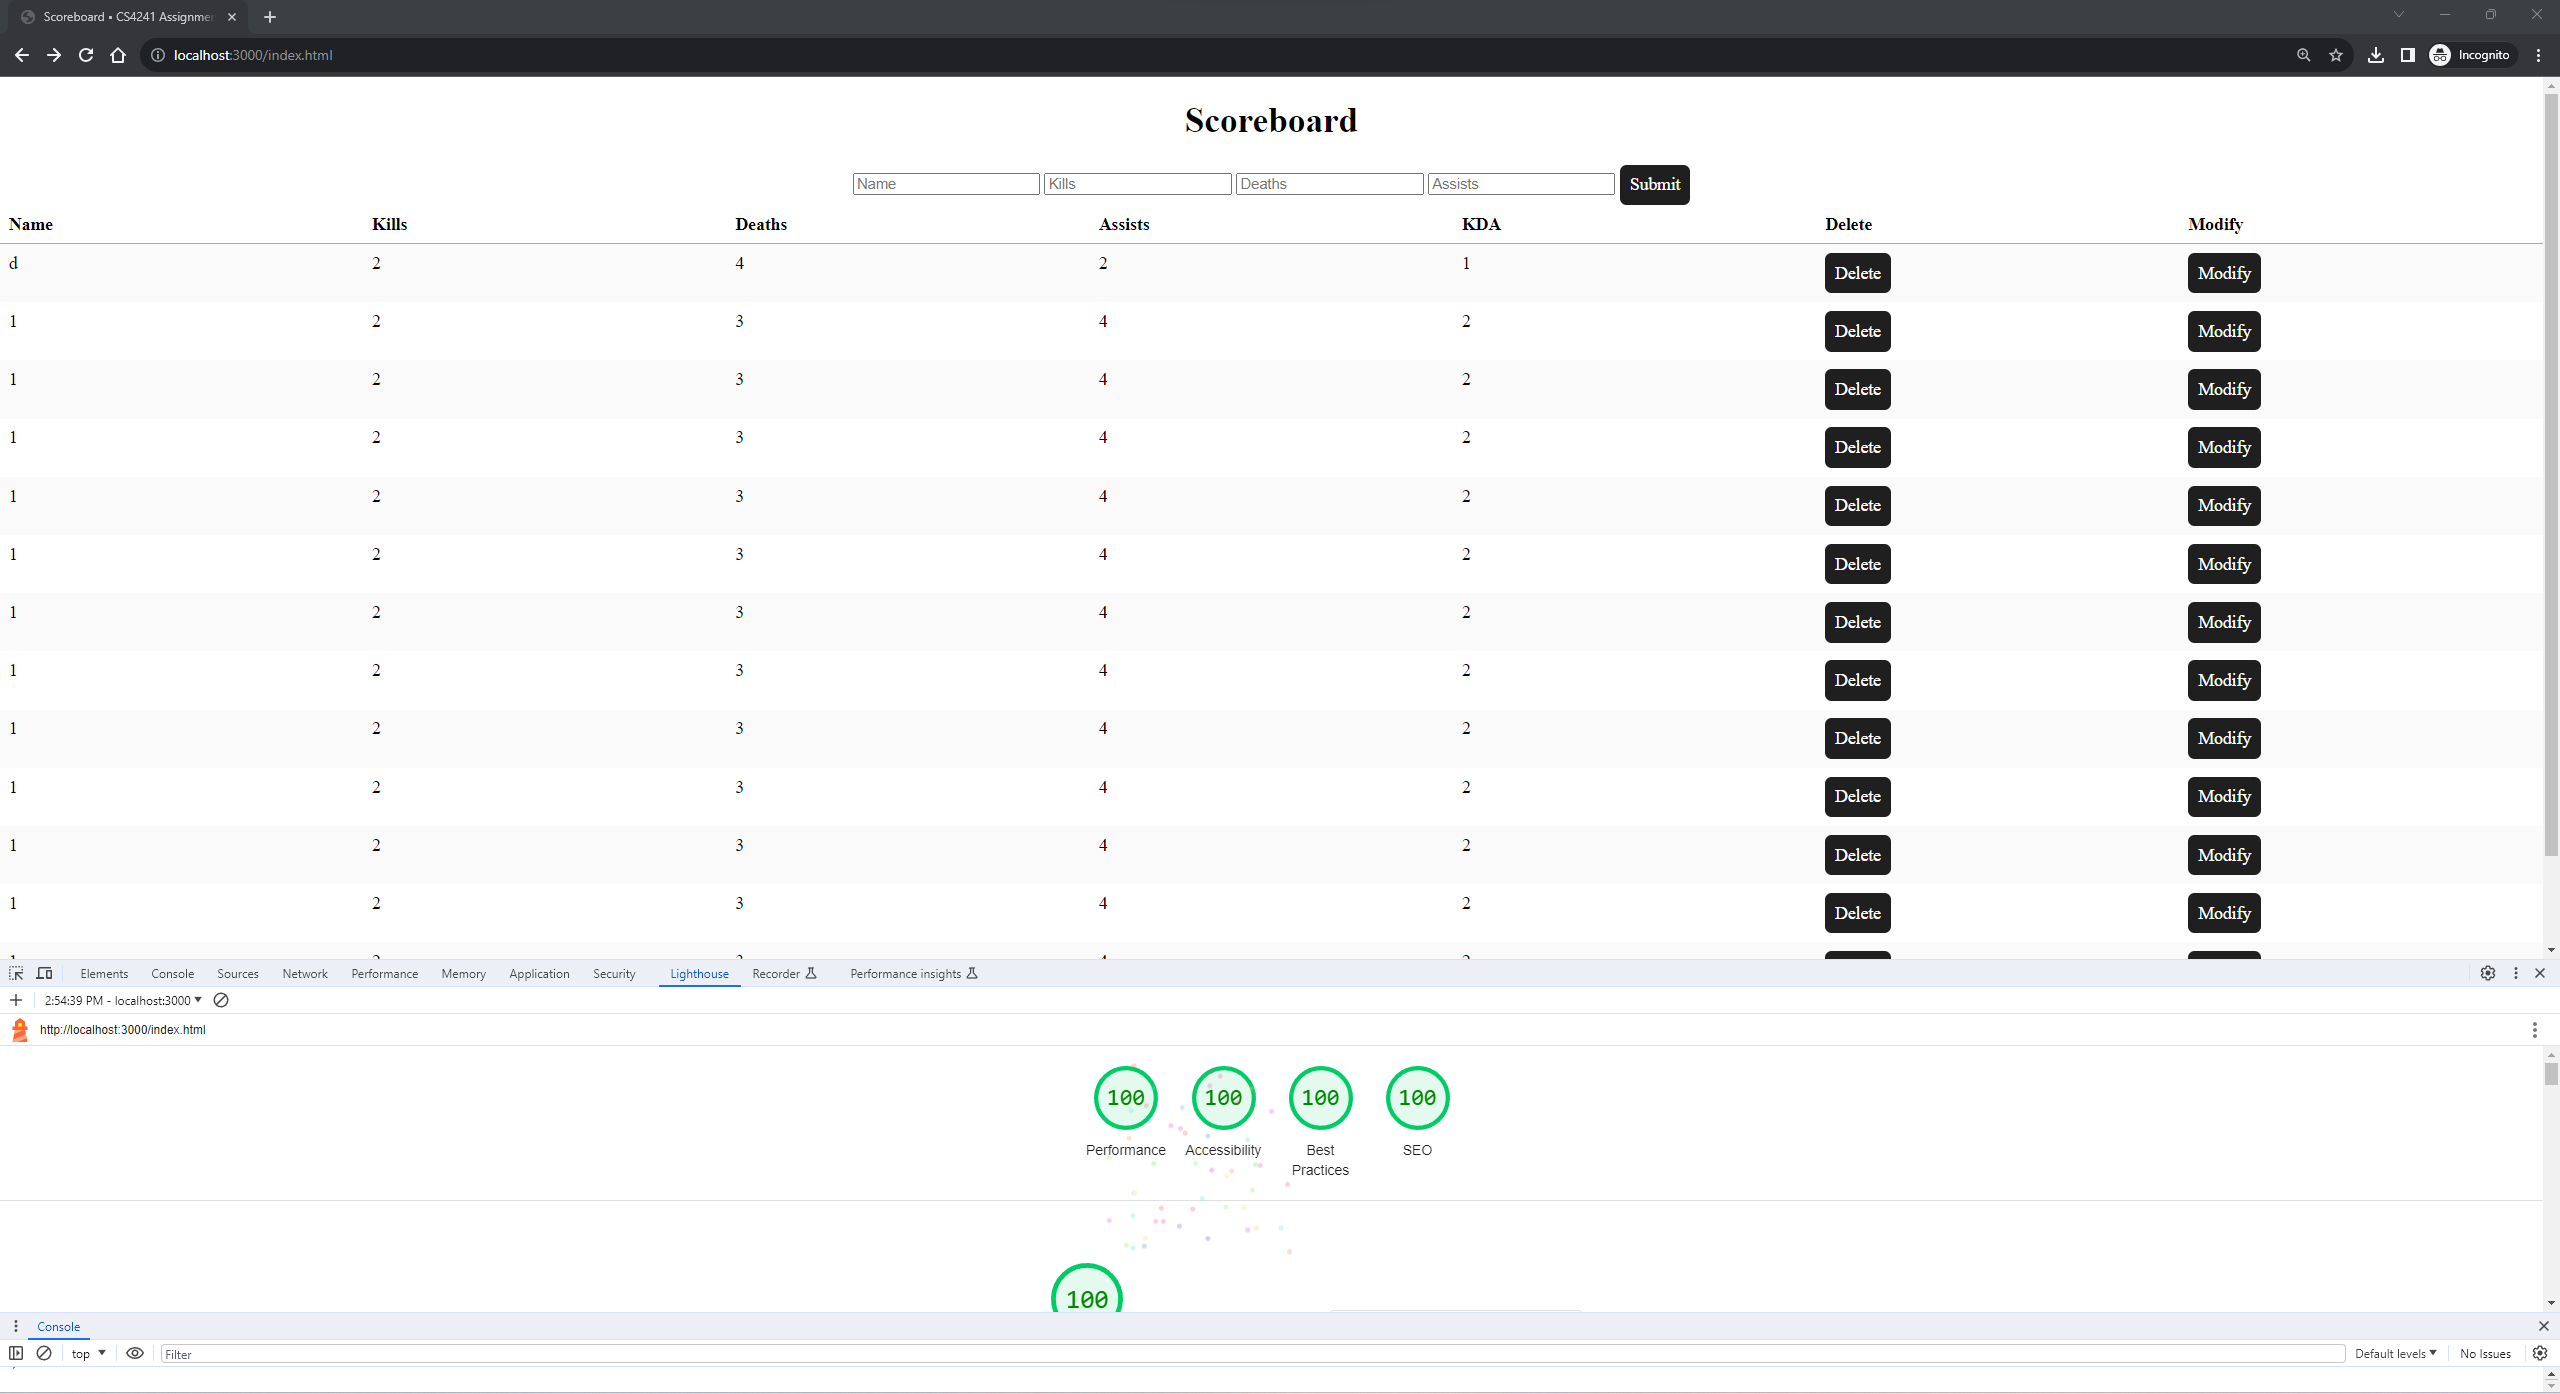 Scoreboard • CS4241 Assignmen
localhost:3000/index.html
Incognito
Scoreboard
Name Kills Deaths Assists Submit
Name Kills Deaths Assists KDA Delete Modify
d 2 4 2 1 Delete Modify
1 2 3 4 2 Delete Modify
1 2 3 4 2 Delete Modify
1 2 3 4 2 Delete Modify
1 2 3 4 2 Delete Modify
1 2 3 4 2 Delete Modify
1 2 3 4 2 Delete Modify
1 2 3 4 2 Delete Modify
1 2 3 4 2 Delete Modify
1 2 3 4 2 Delete Modify
1 2 3 4 2 Delete Modify
1 2 3 4 2 Delete Modify
Elements Console Sources Network Performance Memory Application Security Lighthouse Recorder Performance insights
2:54:39 PM - localhost:3000
http://localhost:3000/index.html
100 100 100 100
Performance Accessibility Best Practices SEO
100
Console
top Filter Default levels No Issues